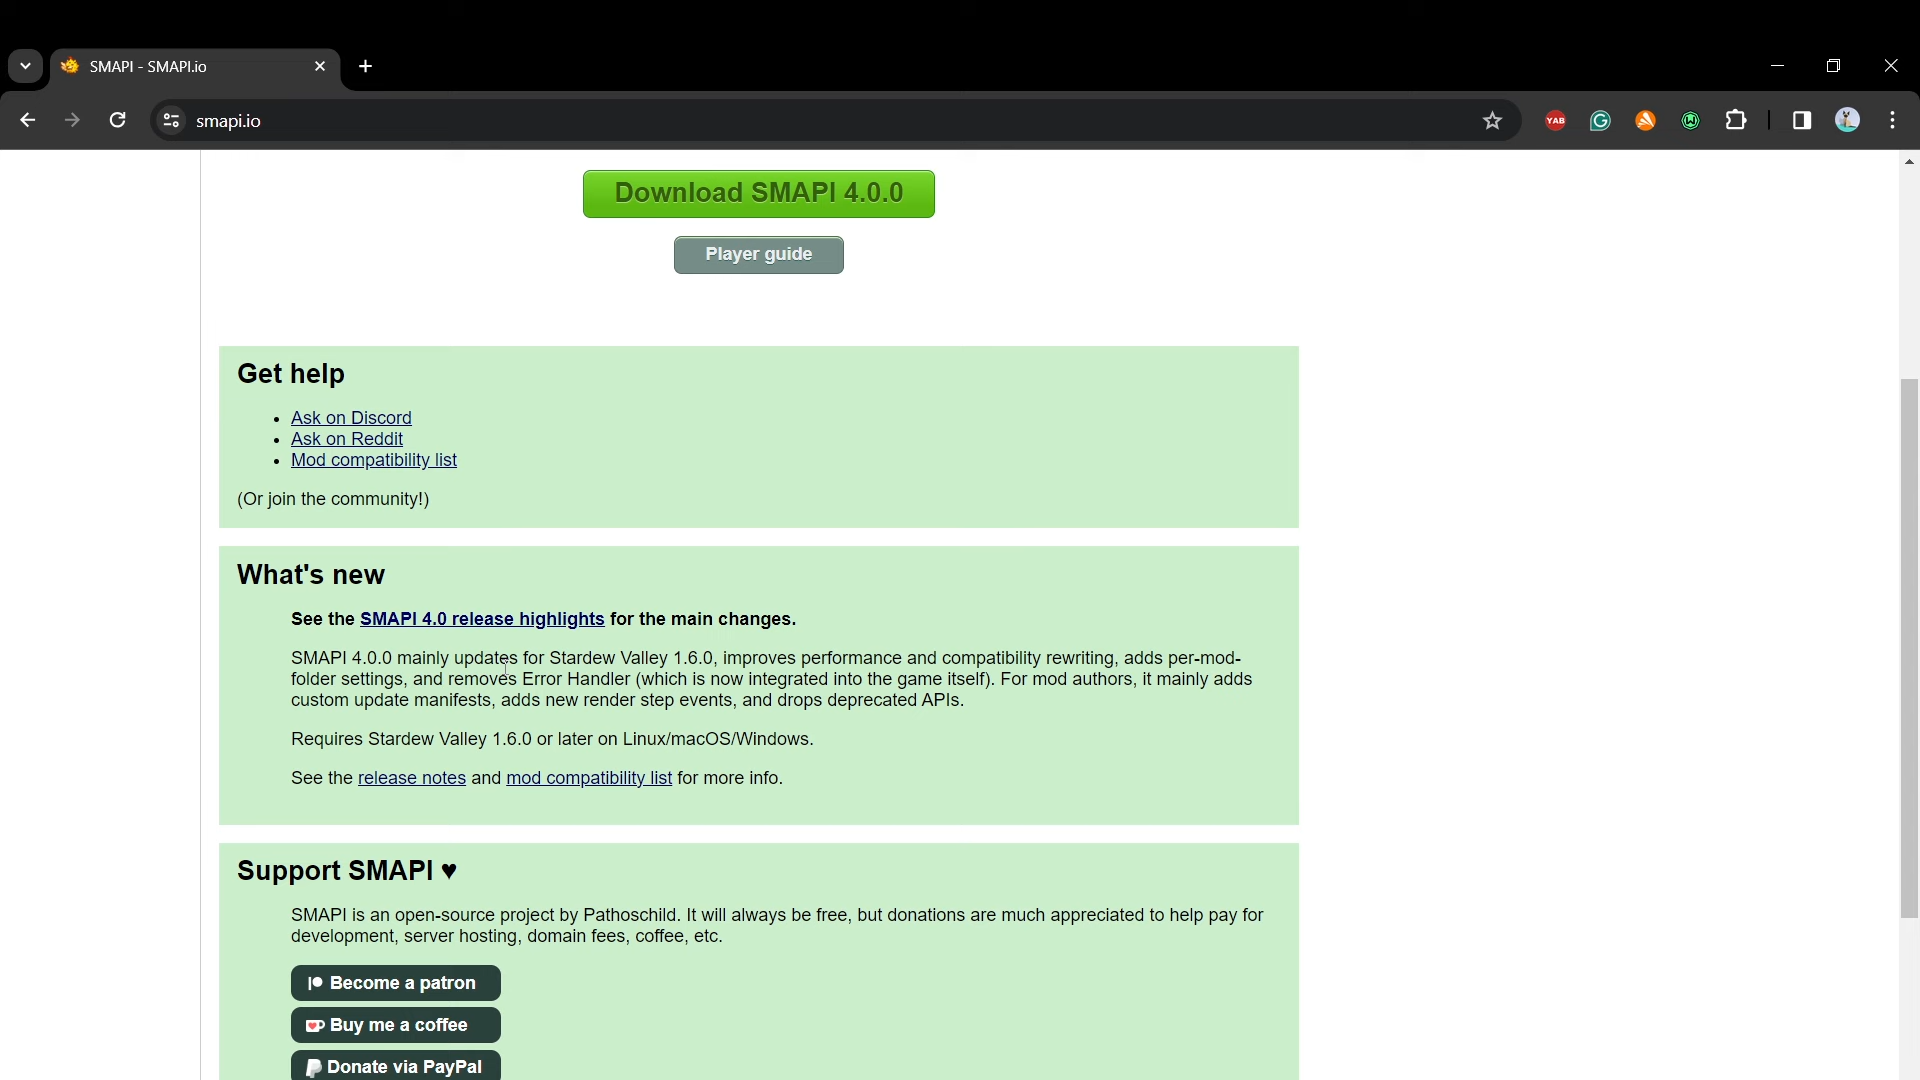 SMAPI - SMAPI.io
smapi.io
YAB
Download SMAPI 4.0.0
Player guide
Get help
• Ask on Discord
• Ask on Reddit
• Mod compatibility list
(Or join the community!)
What's new
See the SMAPI 4.0 release highlights for the main changes.
SMAPI 4.0.0 mainly updates for Stardew Valley 1.6.0, improves performance and compatibility rewriting, adds per-mod-
folder settings, and removes Error Handler (which is now integrated into the game itself). For mod authors, it mainly adds
custom update manifests, adds new render step events, and drops deprecated APIs.
Requires Stardew Valley 1.6.0 or later on Linux/macOS/Windows.
See the release notes and mod compatibility list for more info.
Support SMAPI ♥
SMAPI is an open-source project by Pathoschild. It will always be free, but donations are much appreciated to help pay for
development, server hosting, domain fees, coffee, etc.
Become a patron
Buy me a coffee
Donate via PayPal